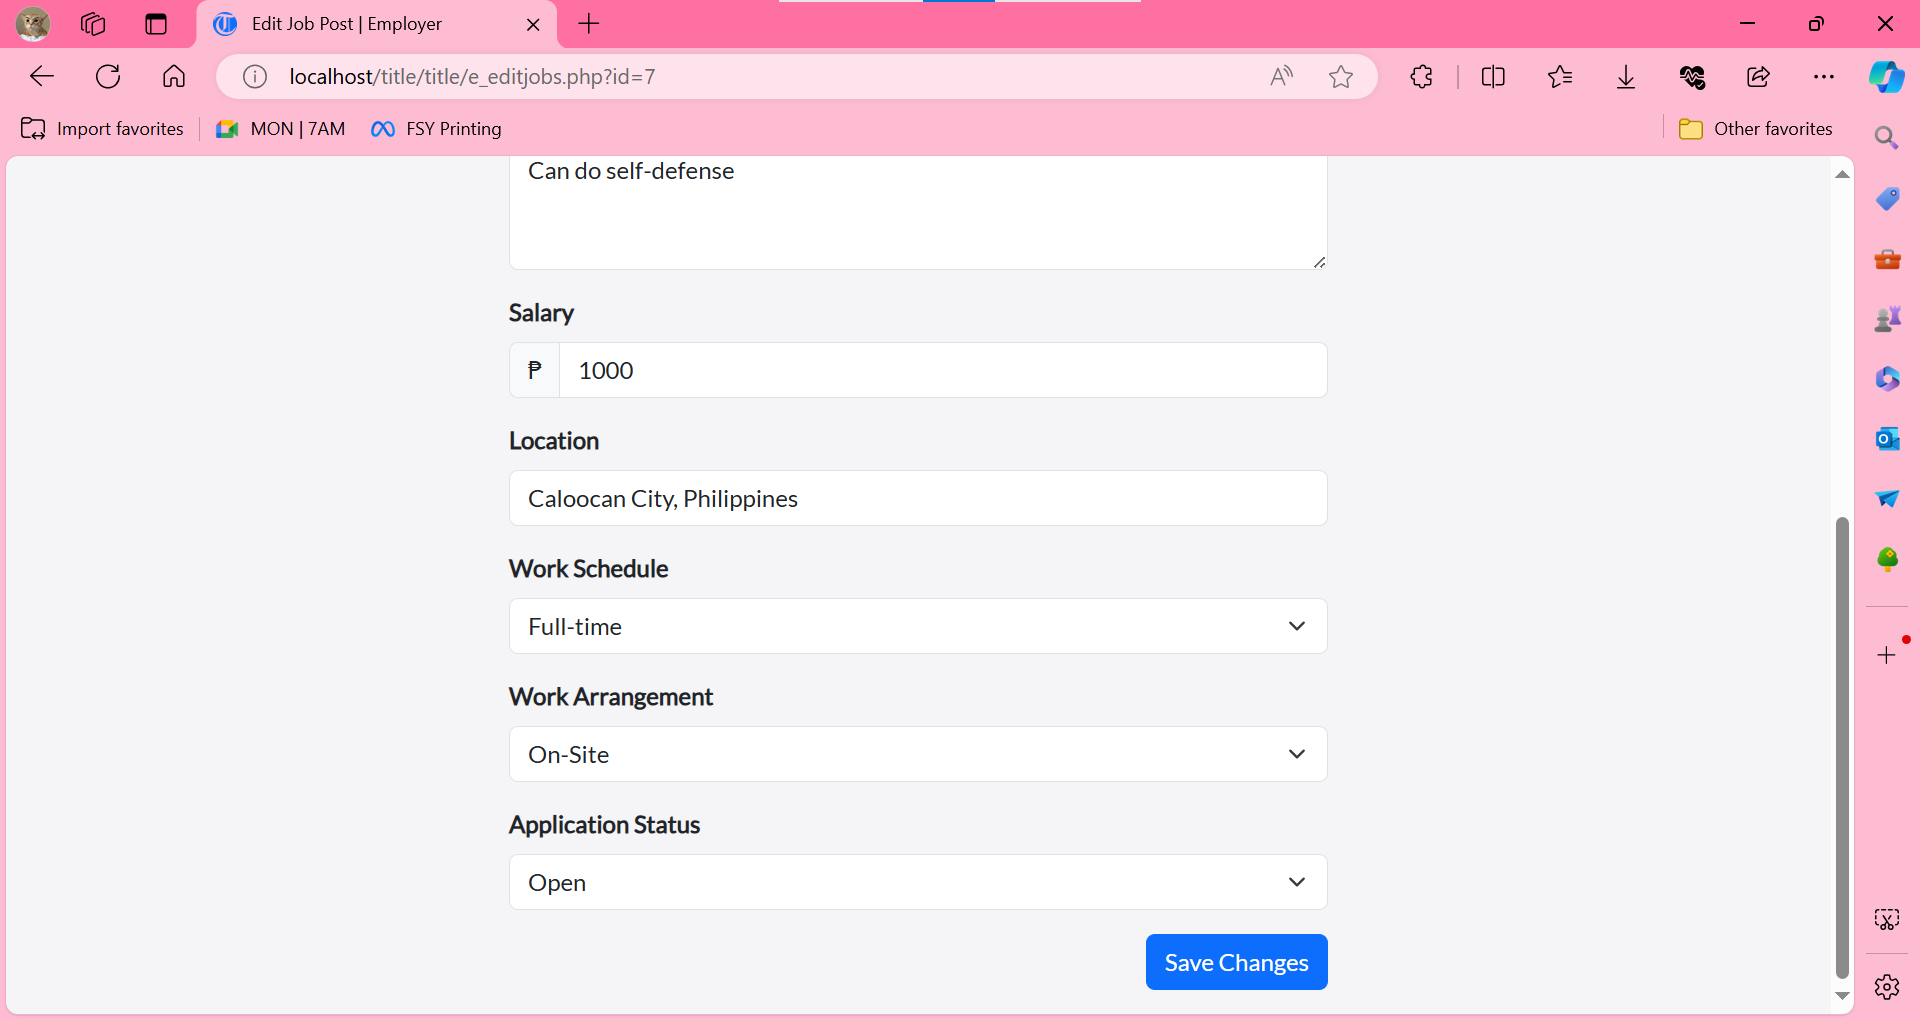 Edit Job Post | Employer
localhost/title/title/e_editjobs.php?id=7
Import favorites
MON | 7AM
FSY Printing
Other favorites
Can do self-defense
Salary
₱ 1000
Location
Caloocan City, Philippines
Work Schedule
Full-time
Work Arrangement
On-Site
Application Status
Open
Save Changes